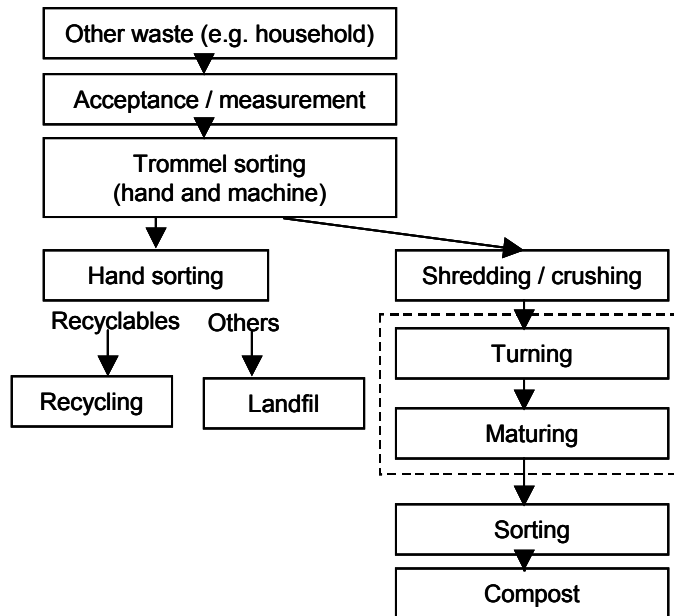 Other waste (e.g. household)
Acceptance / measurement
Trommel sorting
(hand and machine)
Hand sorting
Shredding / crushing
Recyclables
Others
Turning
Recycling
Landfil
Maturing
Sorting
Compost